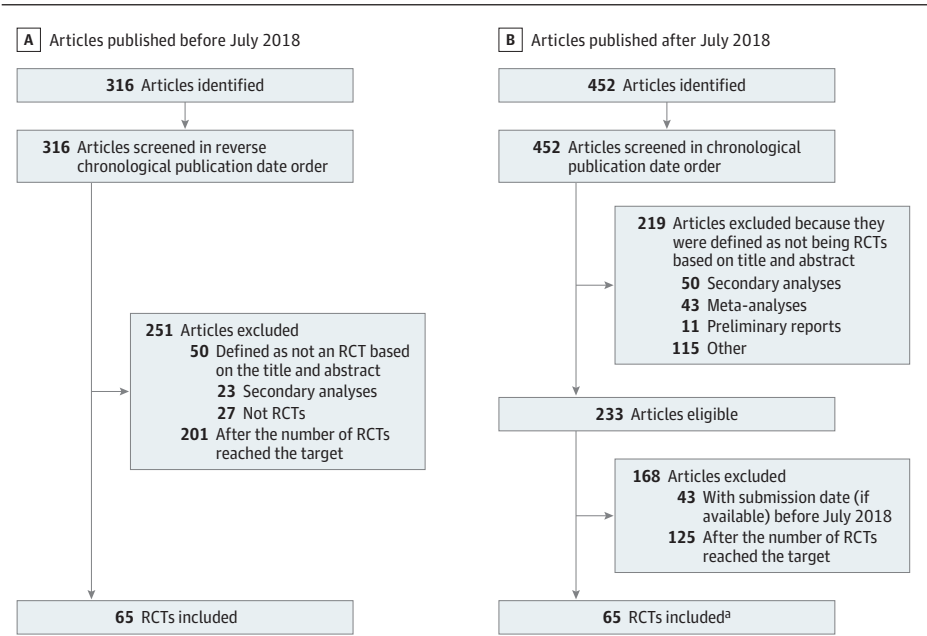 A Articles published before July 2018
316 Articles identified
316 Articles screened in reverse
chronological publication date order
251 Articles excluded
50 Defined as not an RCT based
on the title and abstract
23 Secondary analyses
27 Not RCTs
201 After the number of RCTs
reached the target
65 RCTs included
B Articles published after July 2018
452 Articles identified
452 Articles screened in chronological
publication date order
219 Articles excluded because they
were defined as not being RCTs
based on title and abstract
50 Secondary analyses
43 Meta-analyses
11 Preliminary reports
115 Other
233 Articles eligible
168 Articles excluded
43 With submission date (if
available) before July 2018
125 After the number of RCTs
reached the target
65 RCTs includedᵃ